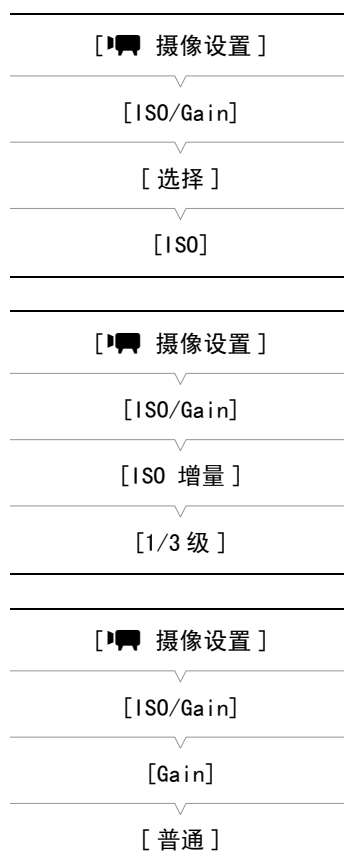 [ 摄像设置 ]
[ISO/Gain]
[ 选择 ]
[ISO]
[ 摄像设置 ]
[ISO/Gain]
[ISO 增量 ]
[1/3 级 ]
[ 摄像设置 ]
[ISO/Gain]
[Gain]
[ 普通 ]